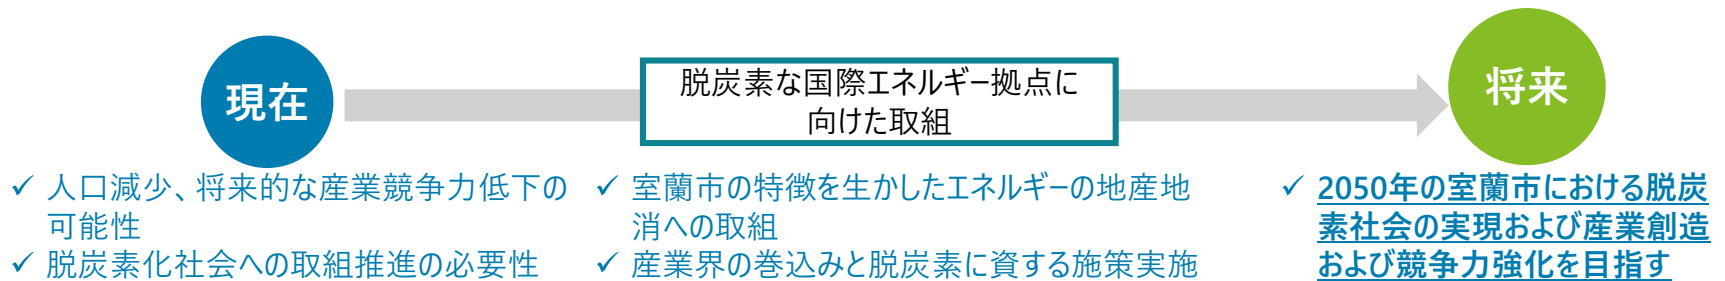 現在
脱炭素な国際エネルギー拠点に
向けた取組
将来
✓ 人口減少、将来的な産業競争力低下の
可能性
✓ 脱炭素化社会への取組推進の必要性
✓ 室蘭市の特徴を生かしたエネルギーの地産地
消への取組
✓ 産業界の巻込みと脱炭素に資する施策実施
✓ 2050年の室蘭市における脱炭
素社会の実現および産業創造
および競争力強化を目指す